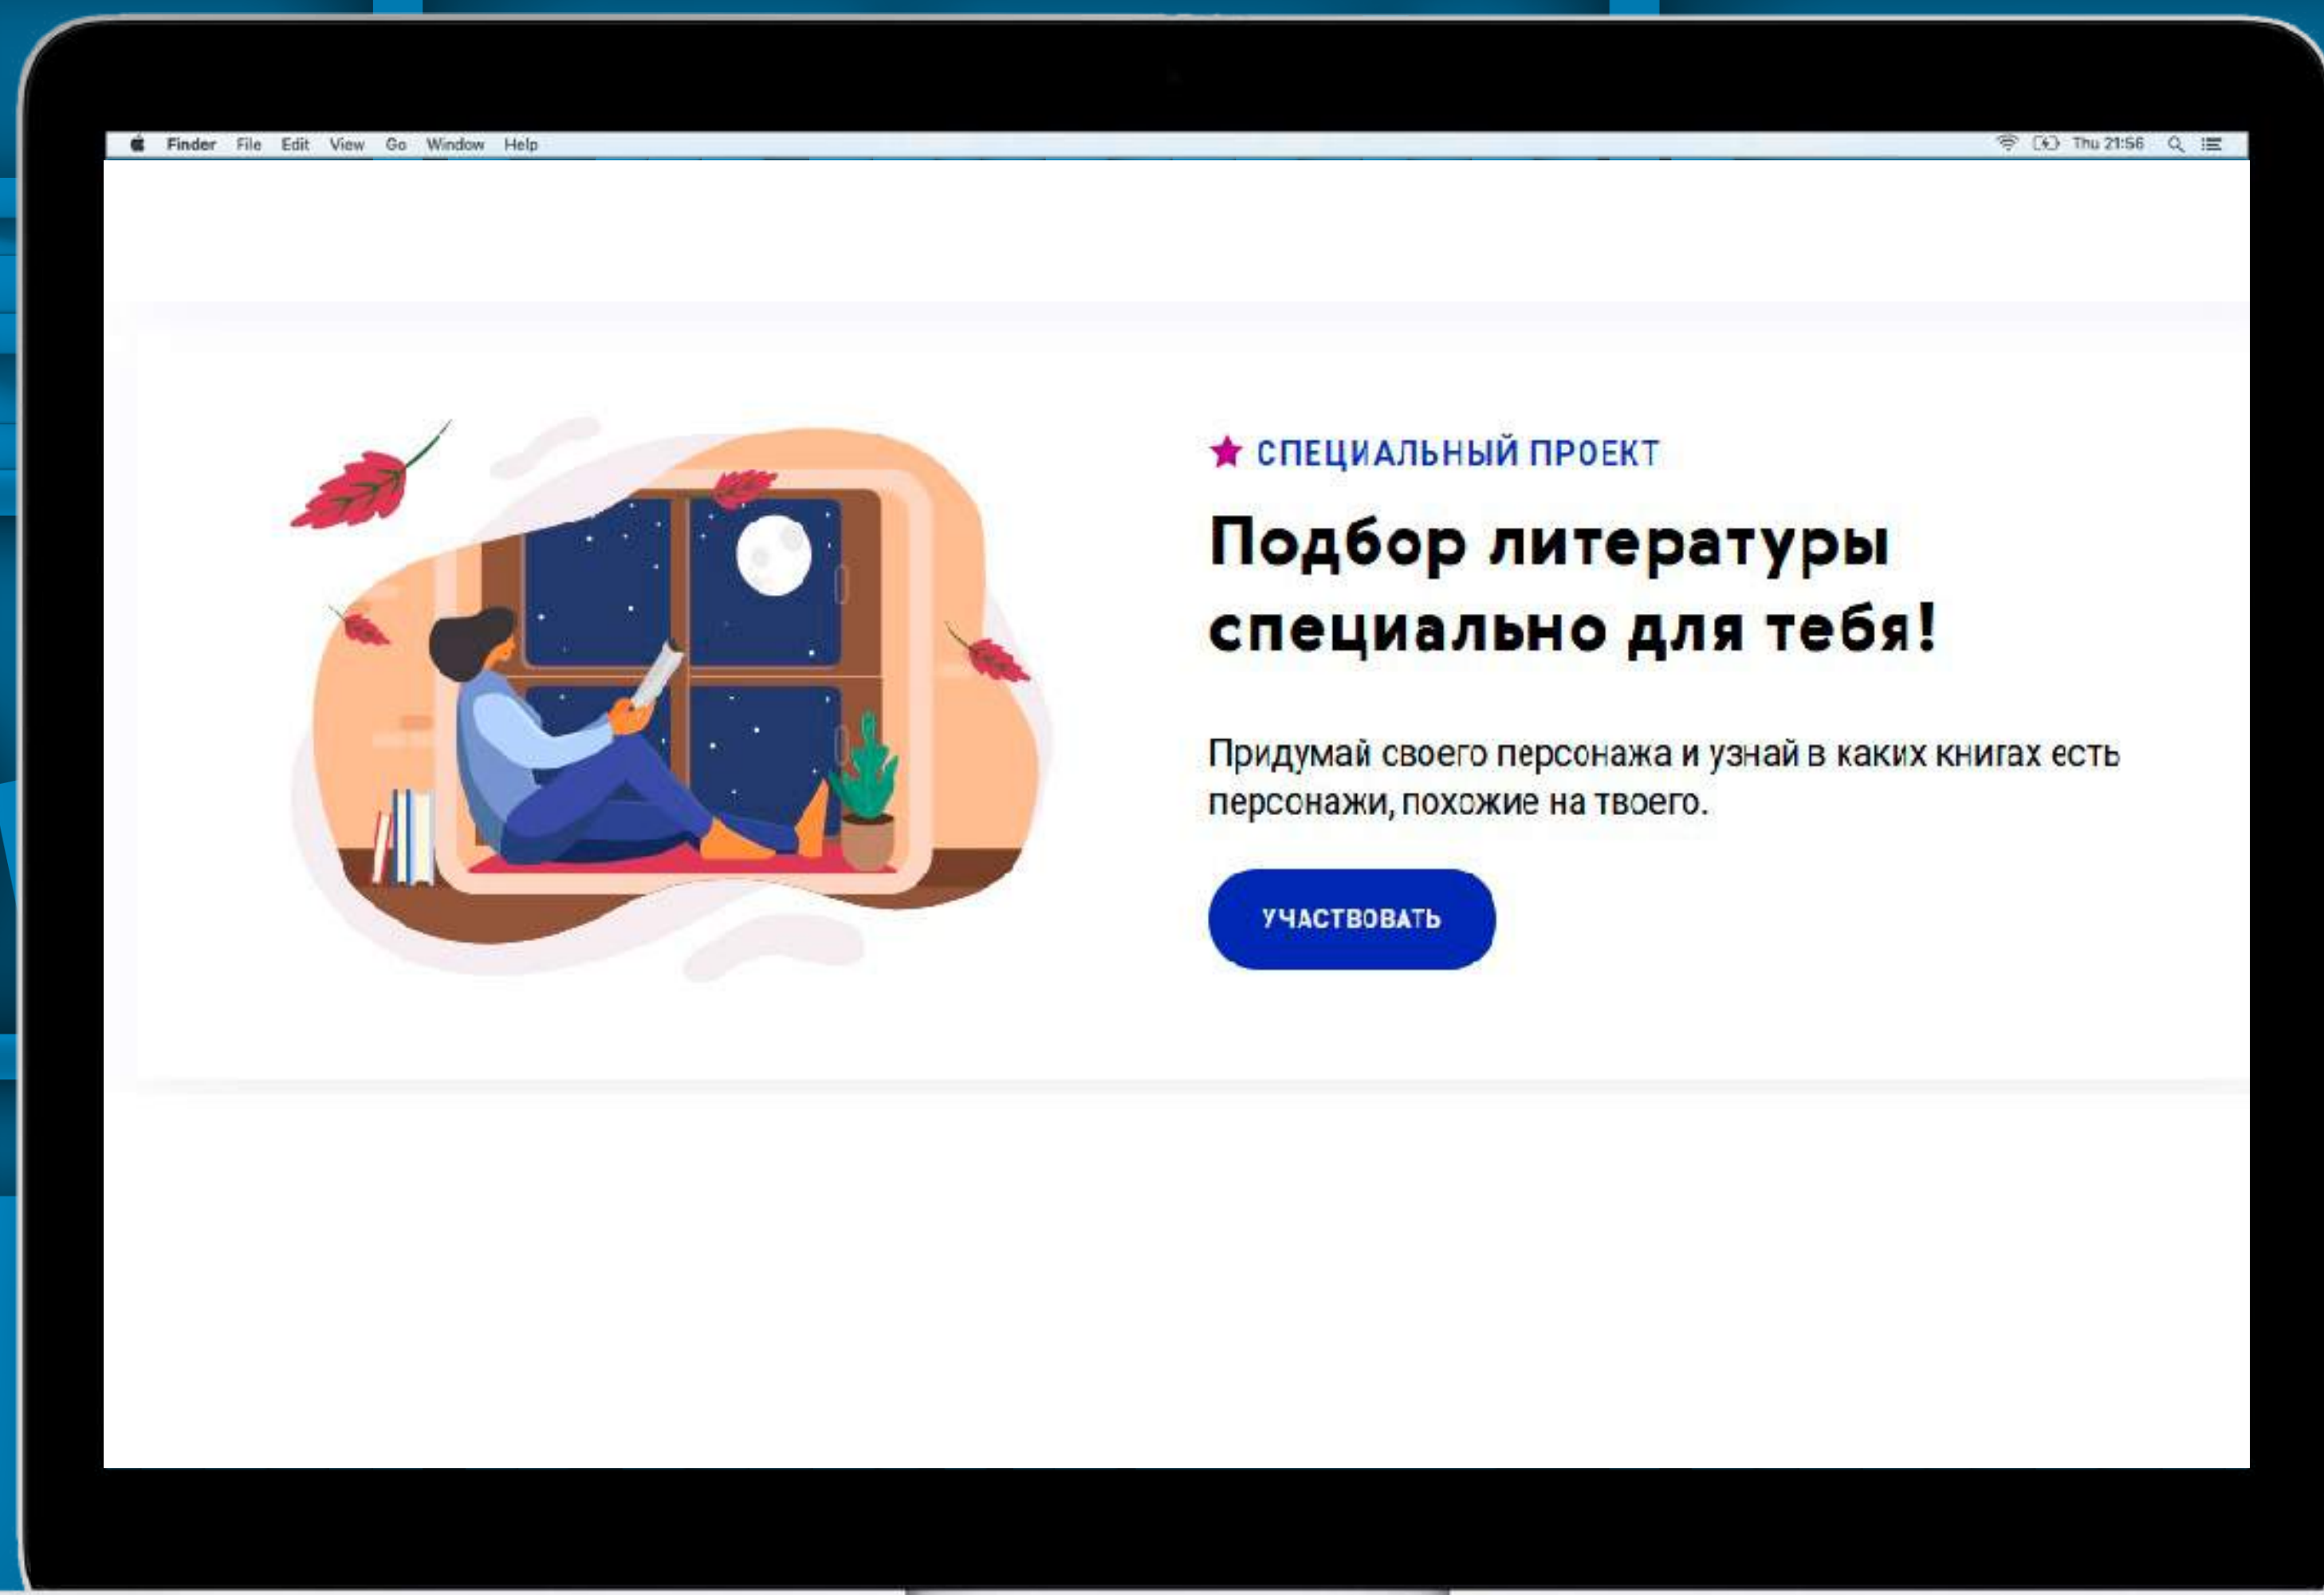 Finder File Edit View Go Window Help
Thu 21:56
СПЕЦИАЛЬНЫЙ ПРОЕКТ
Подбор литературы
специально для тебя!
Придумай своего персонажа и узнай в каких книгах есть
персонажи, похожие на твоего.
УЧАСТВОВАТЬ